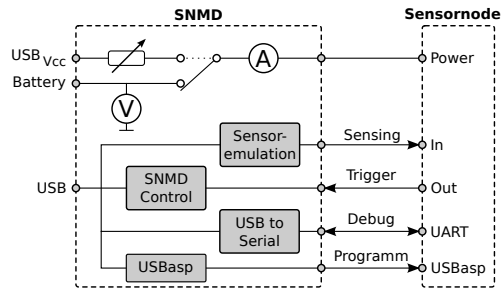 SNMD
Sensornode
USB Vcc
A
Power
Battery
V
Sensor-
emulation
Sensing
In
USB
SNMD
Control
Trigger
Out
USB to
Serial
Debug
UART
USBasp
Programm
USBasp